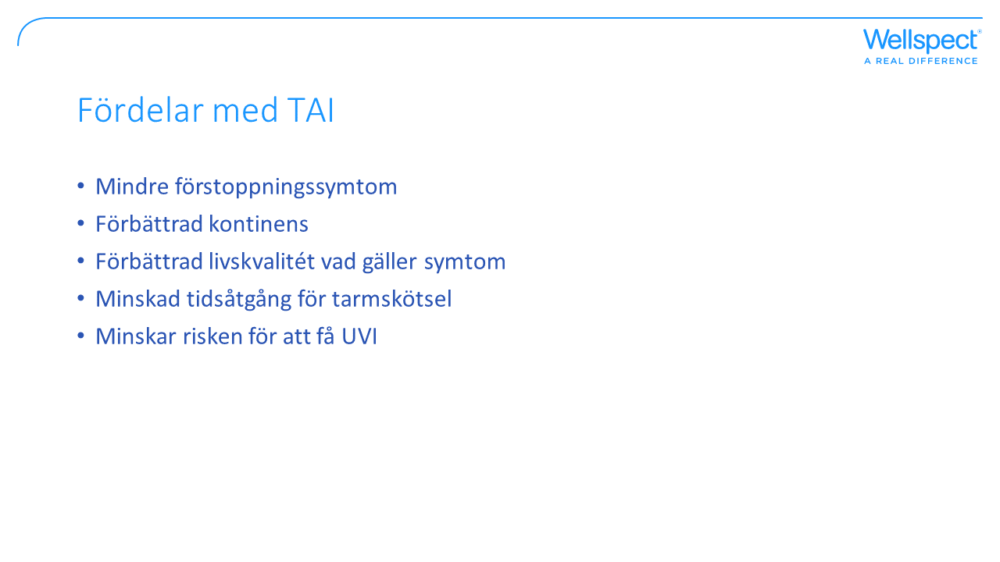 Wellspect®
A REAL DIFFERENCE
Fördelar med TAI
• Mindre förstoppningssymtom
• Förbättrad kontinens
• Förbättrad livskvalitét vad gäller symtom
• Minskad tidsåtgång för tarmskötsel
• Minskar risken för att få UVI